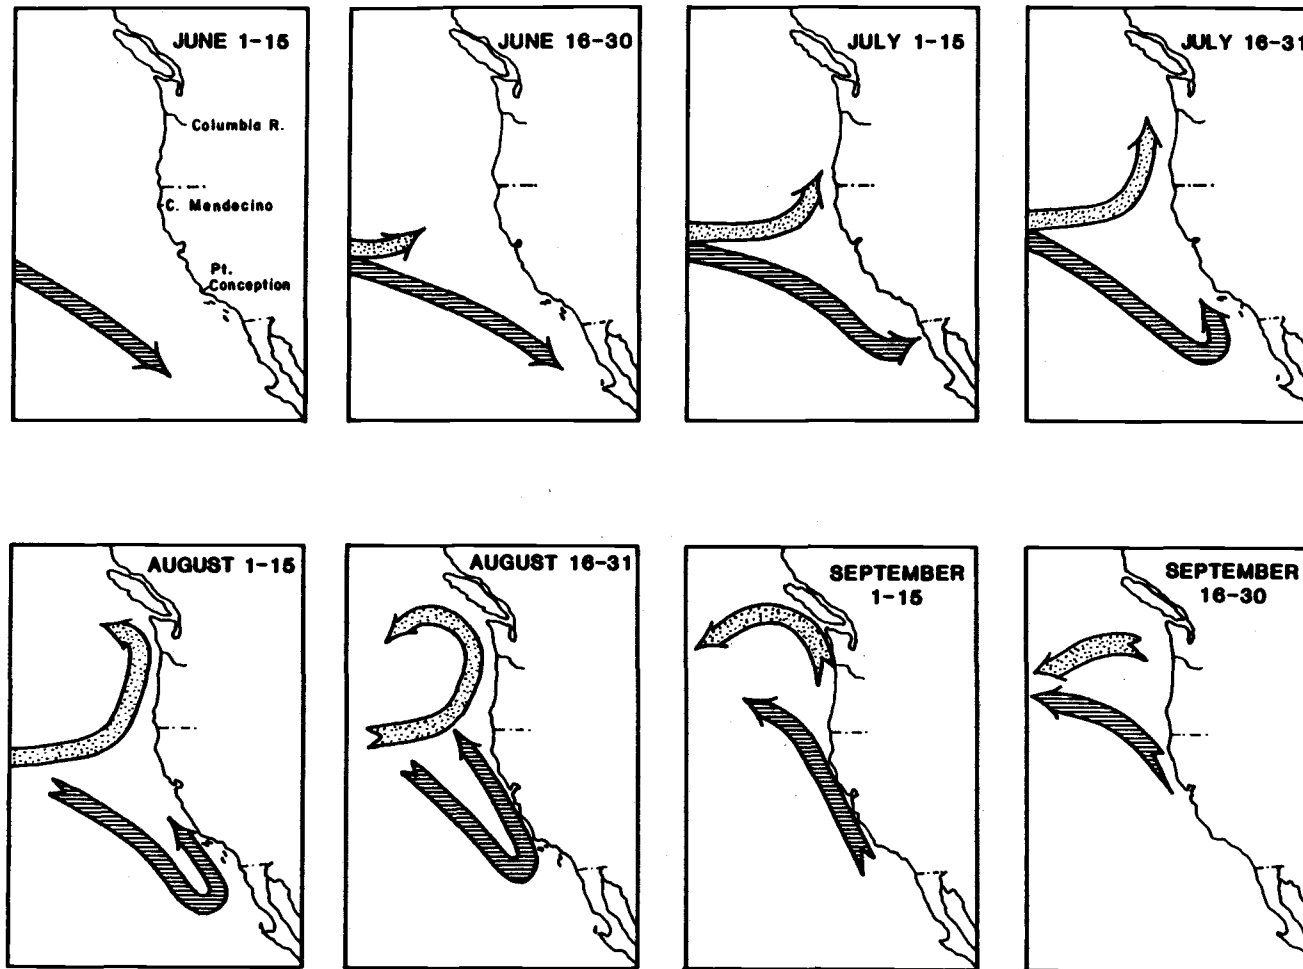 JUNE 1-15
Columbia R.
C. Mendecino
Pt.
Conception
JUNE 16-30
JULY 1-15
JULY 16-31
AUGUST 1-15
AUGUST 16-31
SEPTEMBER
1-15
SEPTEMBER
16-30